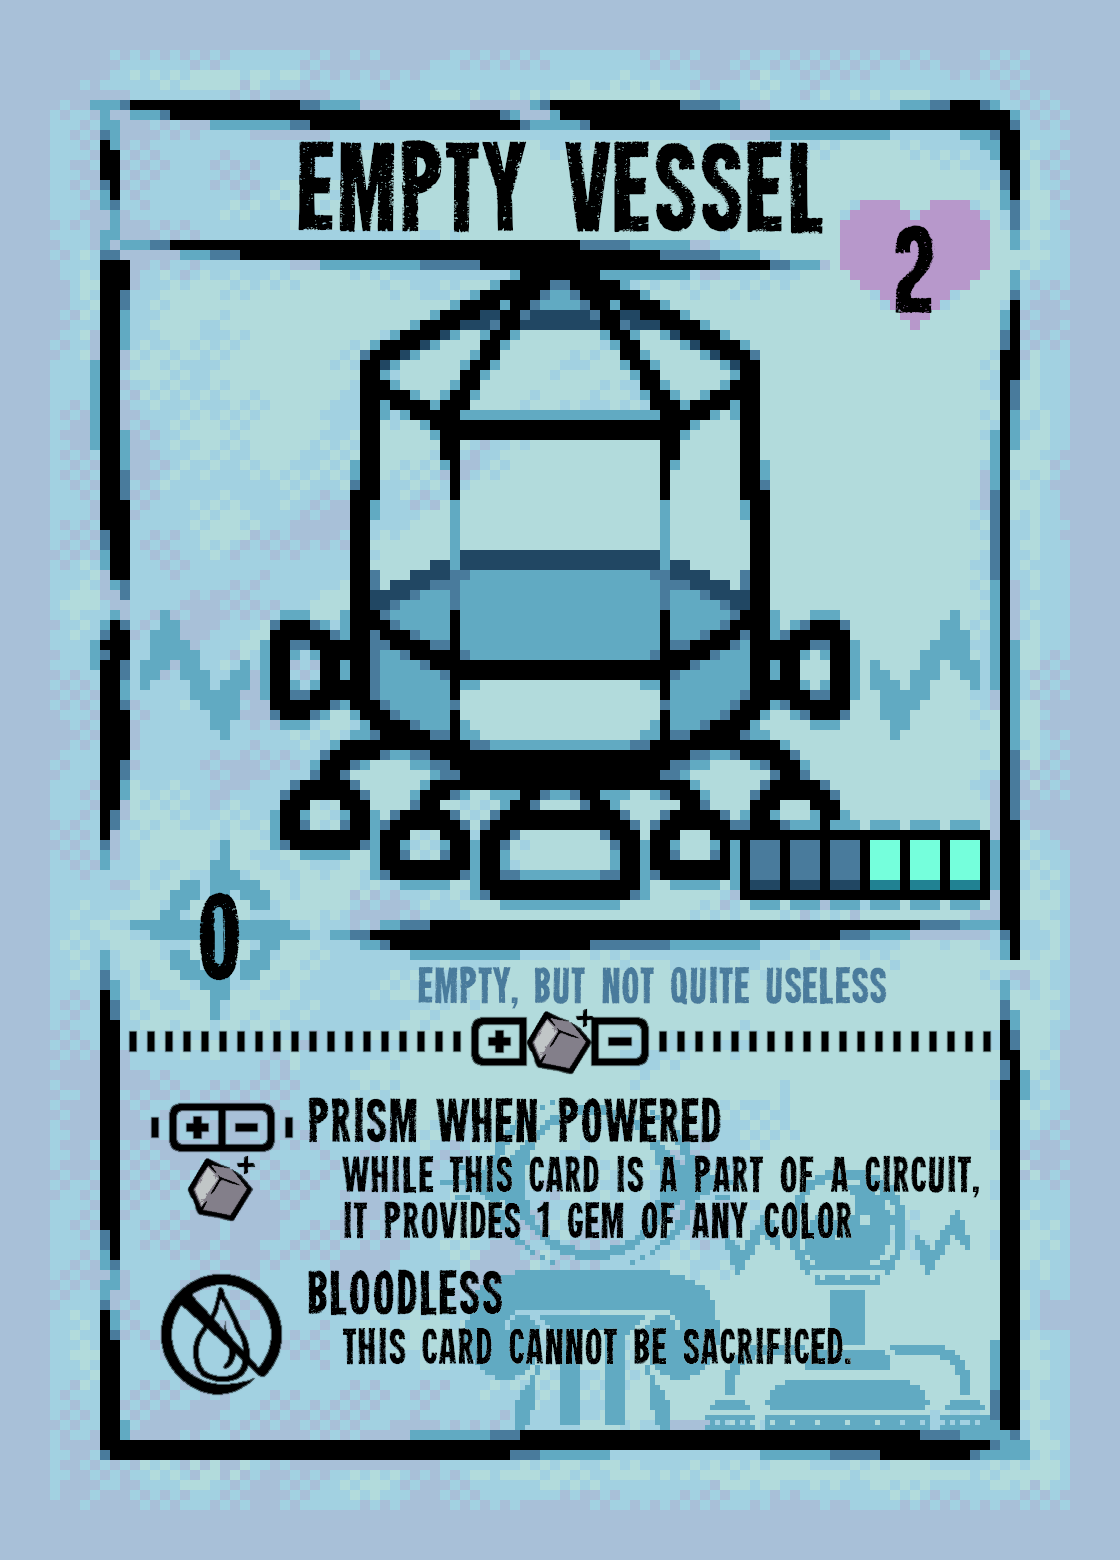 EMPTY VESSEL
2
0
EMPTY, BUT NOT QUITE USELESS
PRISM WHEN POWERED
WHILE THIS CARD IS A PART OF A CIRCUIT,
IT PROVIDES 1 GEM OF ANY COLOR
BLOODLESS
THIS CARD CANNOT BE SACRIFICED.